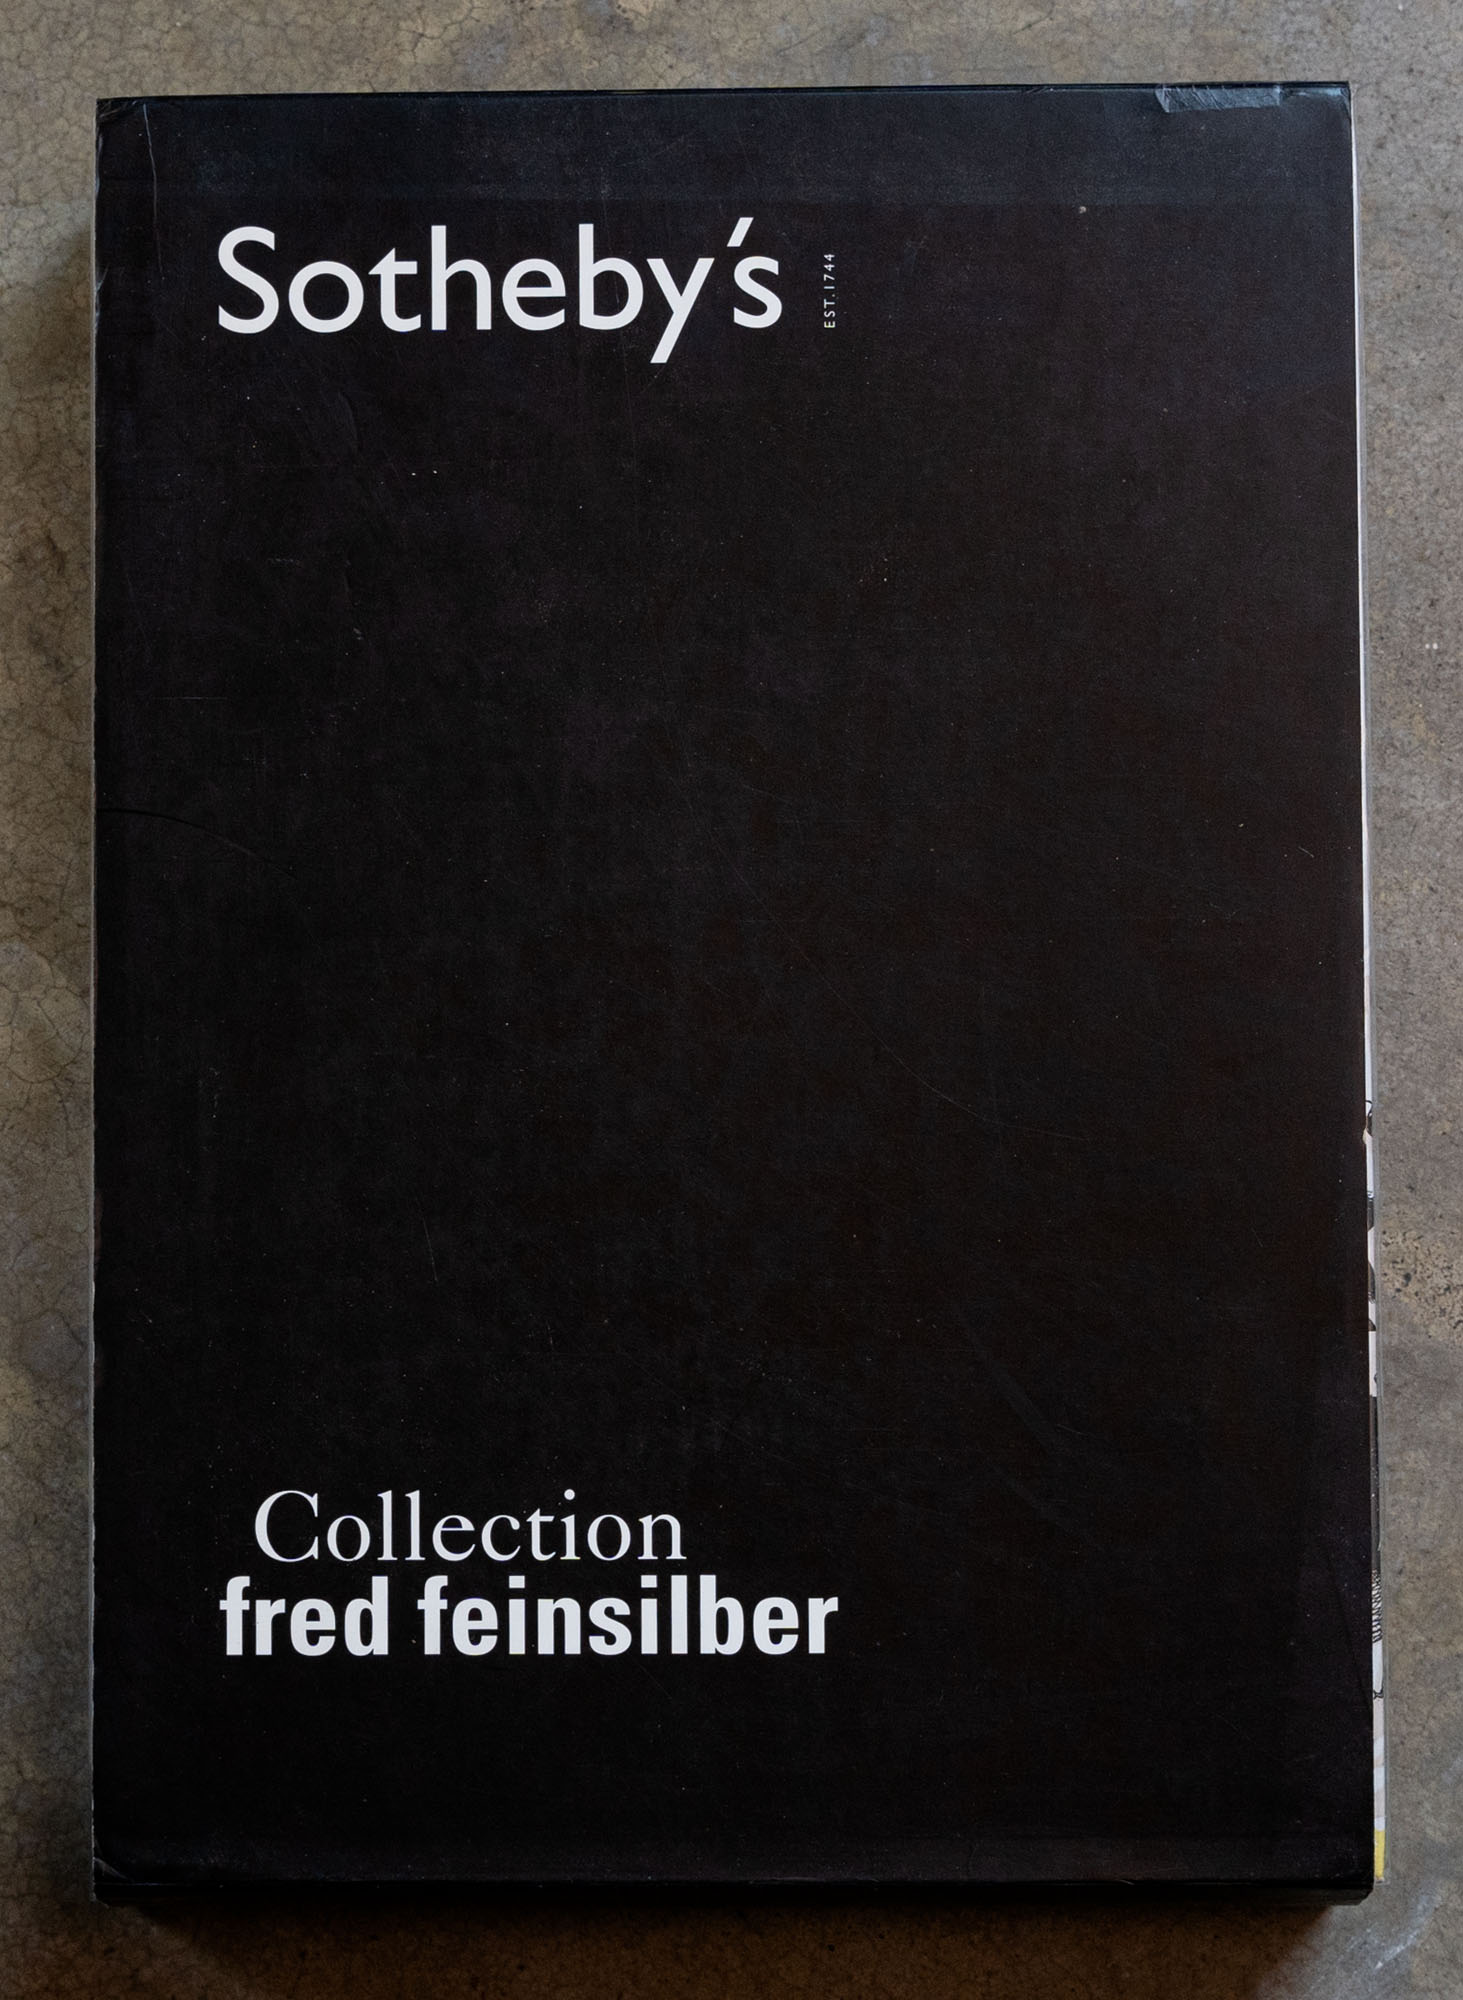 Sotheby's
EST. 1744
Collection
fred feinsilber